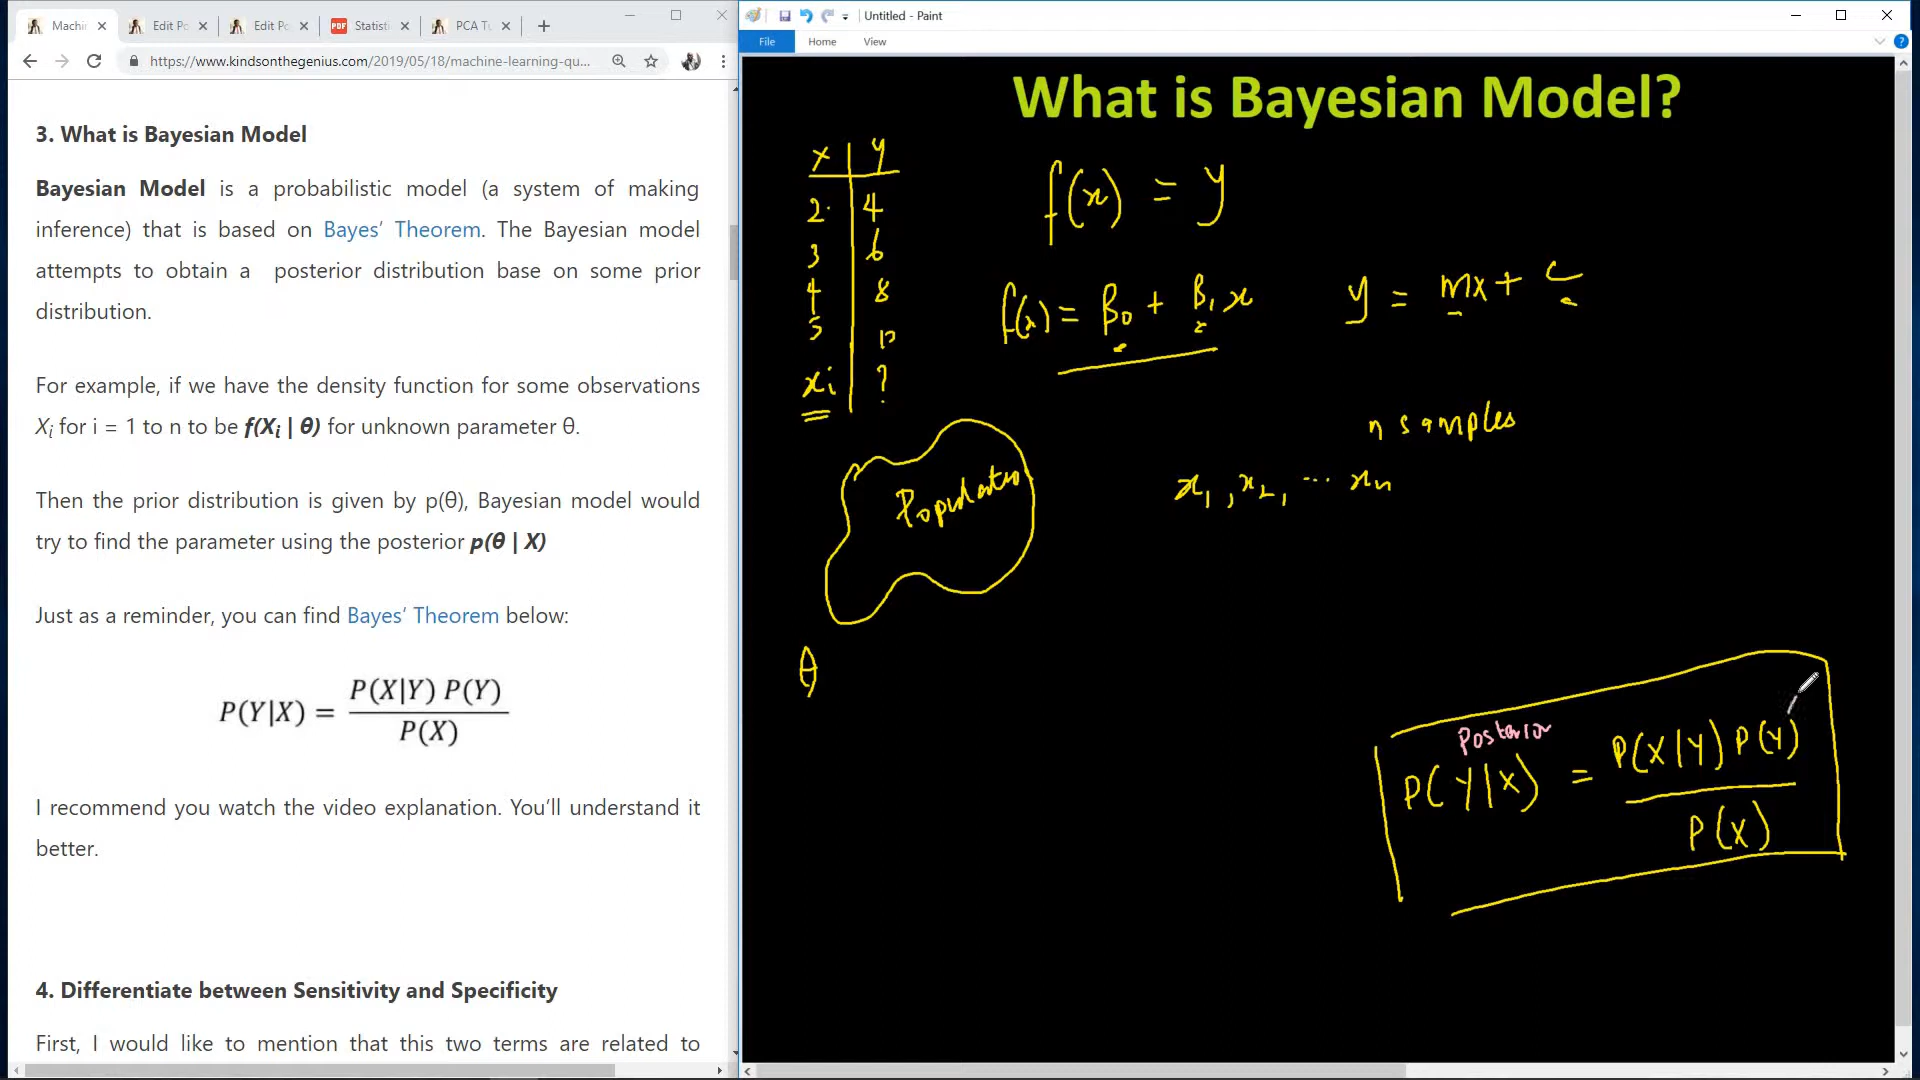 Machin
Edit Po
Edit Po
PDF
Statisti
PCA Tu
https://www.kindsonthegenius.com/2019/05/18/machine-learning-qu...
3. What is Bayesian Model
Bayesian Model is a probabilistic model (a system of making
inference) that is based on Bayes’ Theorem. The Bayesian model
attempts to obtain a posterior distribution base on some prior
distribution.
For example, if we have the density function for some observations
Xi for i = 1 to n to be f(Xi | θ) for unknown parameter θ.
Then the prior distribution is given by p(θ), Bayesian model would
try to find the parameter using the posterior p(θ | X)
Just as a reminder, you can find Bayes’ Theorem below:
P(Y|X) = P(X|Y) P(Y)
P(X)
I recommend you watch the video explanation. You’ll understand it
better.
4. Differentiate between Sensitivity and Specificity
First, I would like to mention that this two terms are related to
Untitled - Paint
File Home View
What is Bayesian Model?
x y
2 4
3 6
4 8
5 10
xi ?
f(x) = y
f(x) = β0 + β1 x
y = mx + c
n samples
x1, x2, ... xn
Population
θ
Posterior
P(Y|X) = P(X|Y) P(Y)
P(X)